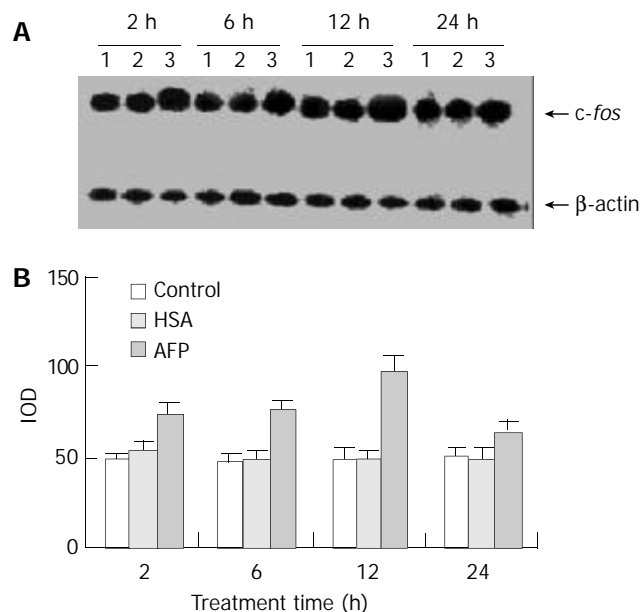 A
2 h 6 h 12 h 24 h
1 2 3 1 2 3 1 2 3 1 2 3
← c-fos
← β-actin
B
150
100
50
0
IOD
Control
HSA
AFP
2 6 12 24
Treatment time (h)